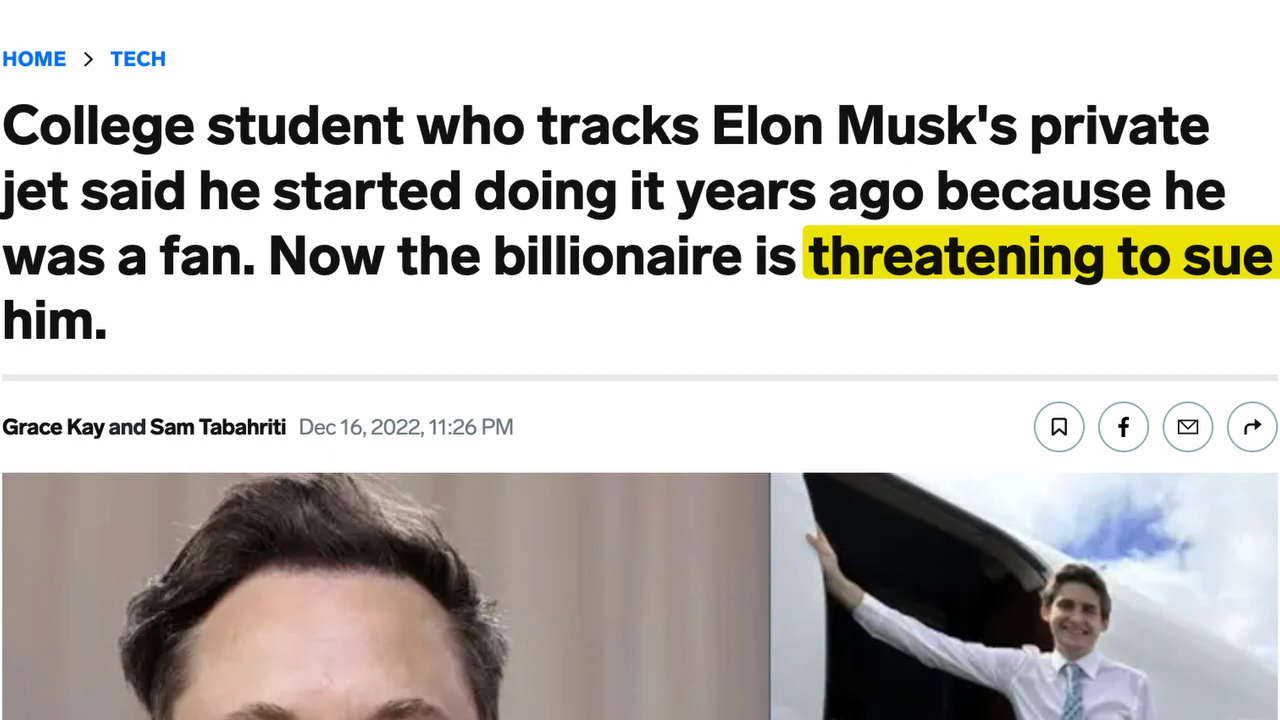 HOME > TECH
College student who tracks Elon Musk's private
jet said he started doing it years ago because he
was a fan. Now the billionaire is threatening to sue
him.
Grace Kay and Sam Tabahriti Dec 16, 2022, 11:26 PM